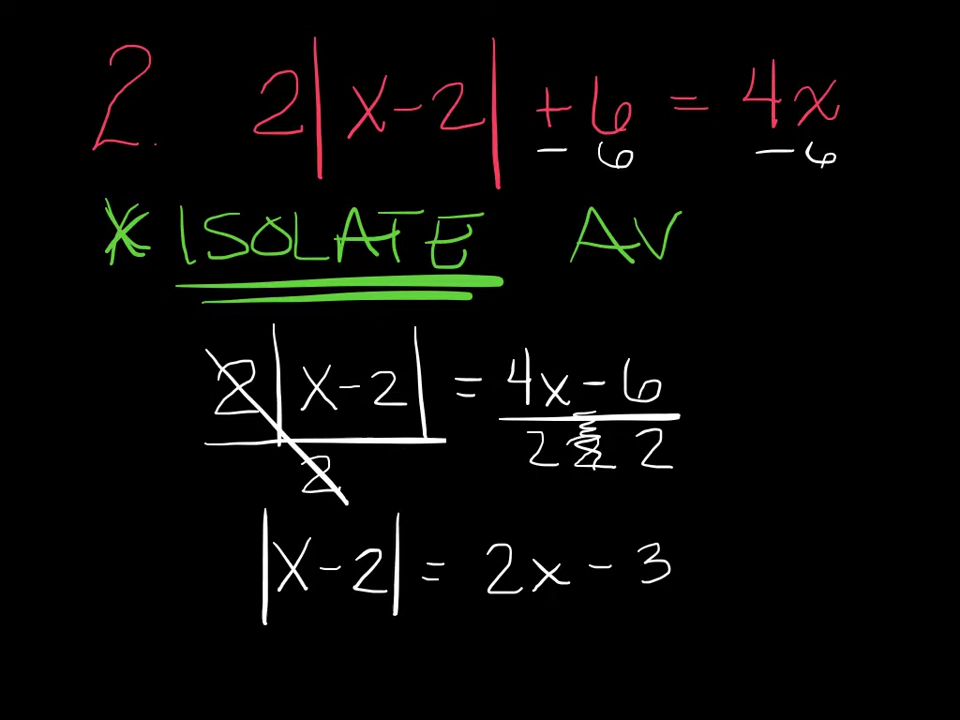 2. 2|x-2| +6 = 4x
- 6 -6
* ISOLATE AV
2|x-2| = 4x-6
2 2 2
|x-2| = 2x-3